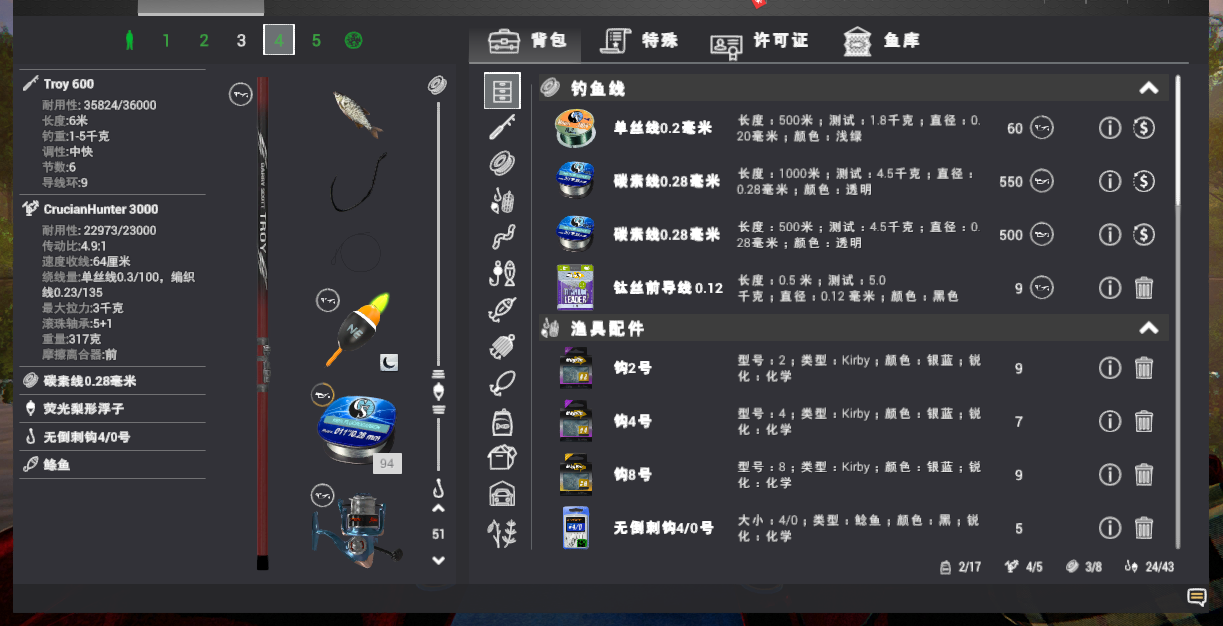 1 2 3 4 5
Troy 600
耐用性: 35824/36000
长度:6米
钓重:1-5千克
调性:中快
节数:6
导线环:9
CrucianHunter 3000
耐用性: 22973/23000
传动比:4.9:1
速度收线:64厘米
绕线量:单丝线0.3/100，编织
线0.23/135
最大拉力:3千克
滚珠轴承:5+1
重量:317克
摩擦离合器:前
碳素线0.28毫米
荧光梨形浮子
无倒刺钩4/0号
鲦鱼
TROY
NE
94
51
背包
特殊
许可证
鱼库
钓鱼线
单丝线0.2毫米
长度：500米；测试：1.8千克；直径：0.
20毫米；颜色：浅绿
60
碳素线0.28毫米
长度：1000米；测试：4.5千克；直径：
0.28毫米；颜色：透明
550
碳素线0.28毫米
长度：500米；测试：4.5千克；直径：0.
28毫米；颜色：透明
500
钛丝前导线0.12
长度：0.5 米；测试：5.0
千克；直径：0.12 毫米；颜色：黑色
9
渔具配件
钩2号
型号：2；类型：Kirby；颜色：银蓝；锐
化：化学
9
钩4号
型号：4；类型：Kirby；颜色：银蓝；锐
化：化学
7
钩8号
型号：8；类型：Kirby；颜色：银蓝；锐
化：化学
9
无倒刺钩4/0号
大小：4/0；类型：鲶鱼；颜色：黑；锐
化：化学
5
2/17
4/5
3/8
24/43